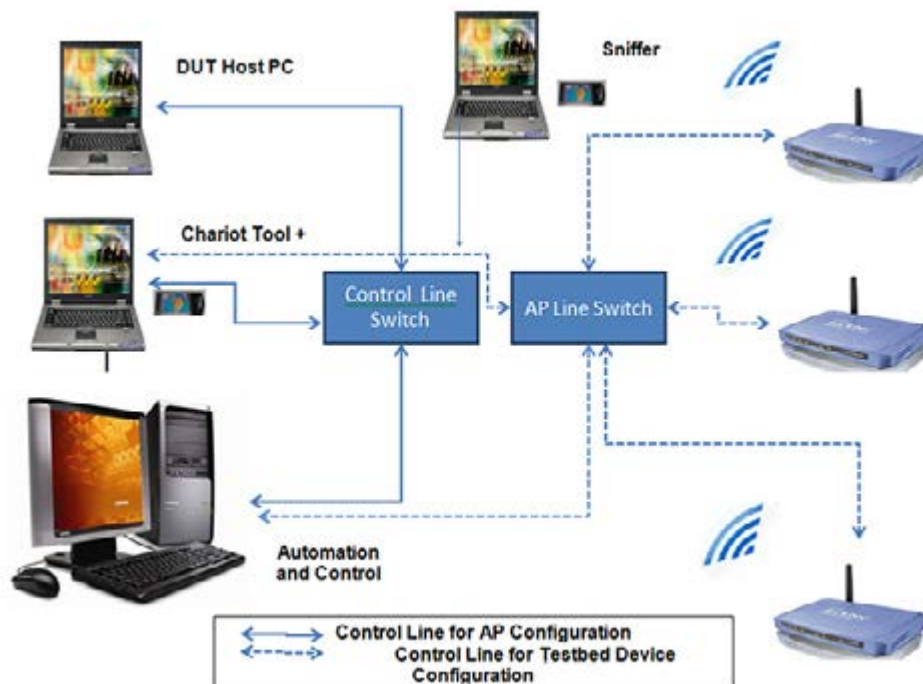 DUT Host PC
Sniffer
Chariot Tool +
Control Line
Switch
AP Line Switch
Automation
and Control
Control Line for AP Configuration
Control Line for Testbed Device
Configuration